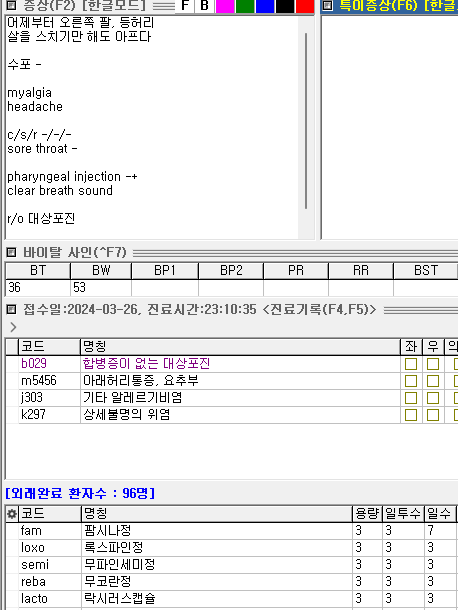 증상(F2) [한글모드] F B
특이증상(F6) [한글
어제부터 오른쪽 팔, 등허리
살을 스치기만 해도 아프다
수포 -
myalgia
headache
c/s/r -/-/-
sore throat -
pharyngeal injection -+
clear breath sound
r/o 대상포진
바이탈 사인(^F7)
BT BW BP1 BP2 PR RR BST
36 53
접수일:2024-03-26, 진료시간:23:10:35 <진료기록(F4,F5)>
코드 명칭 좌 우 의
b029 합병증이 없는 대상포진
m5456 아래허리통증, 요추부
j303 기타 알레르기비염
k297 상세불명의 위염
[외래완료 환자수 : 96명]
코드 명칭 용량 일투수 일수
fam 팜시나정 3 3 7
loxo 록스파인정 3 3 3
semi 무파인세미정 3 3 3
reba 무코란정 3 3 3
lacto 락시러스캡슐 3 3 3